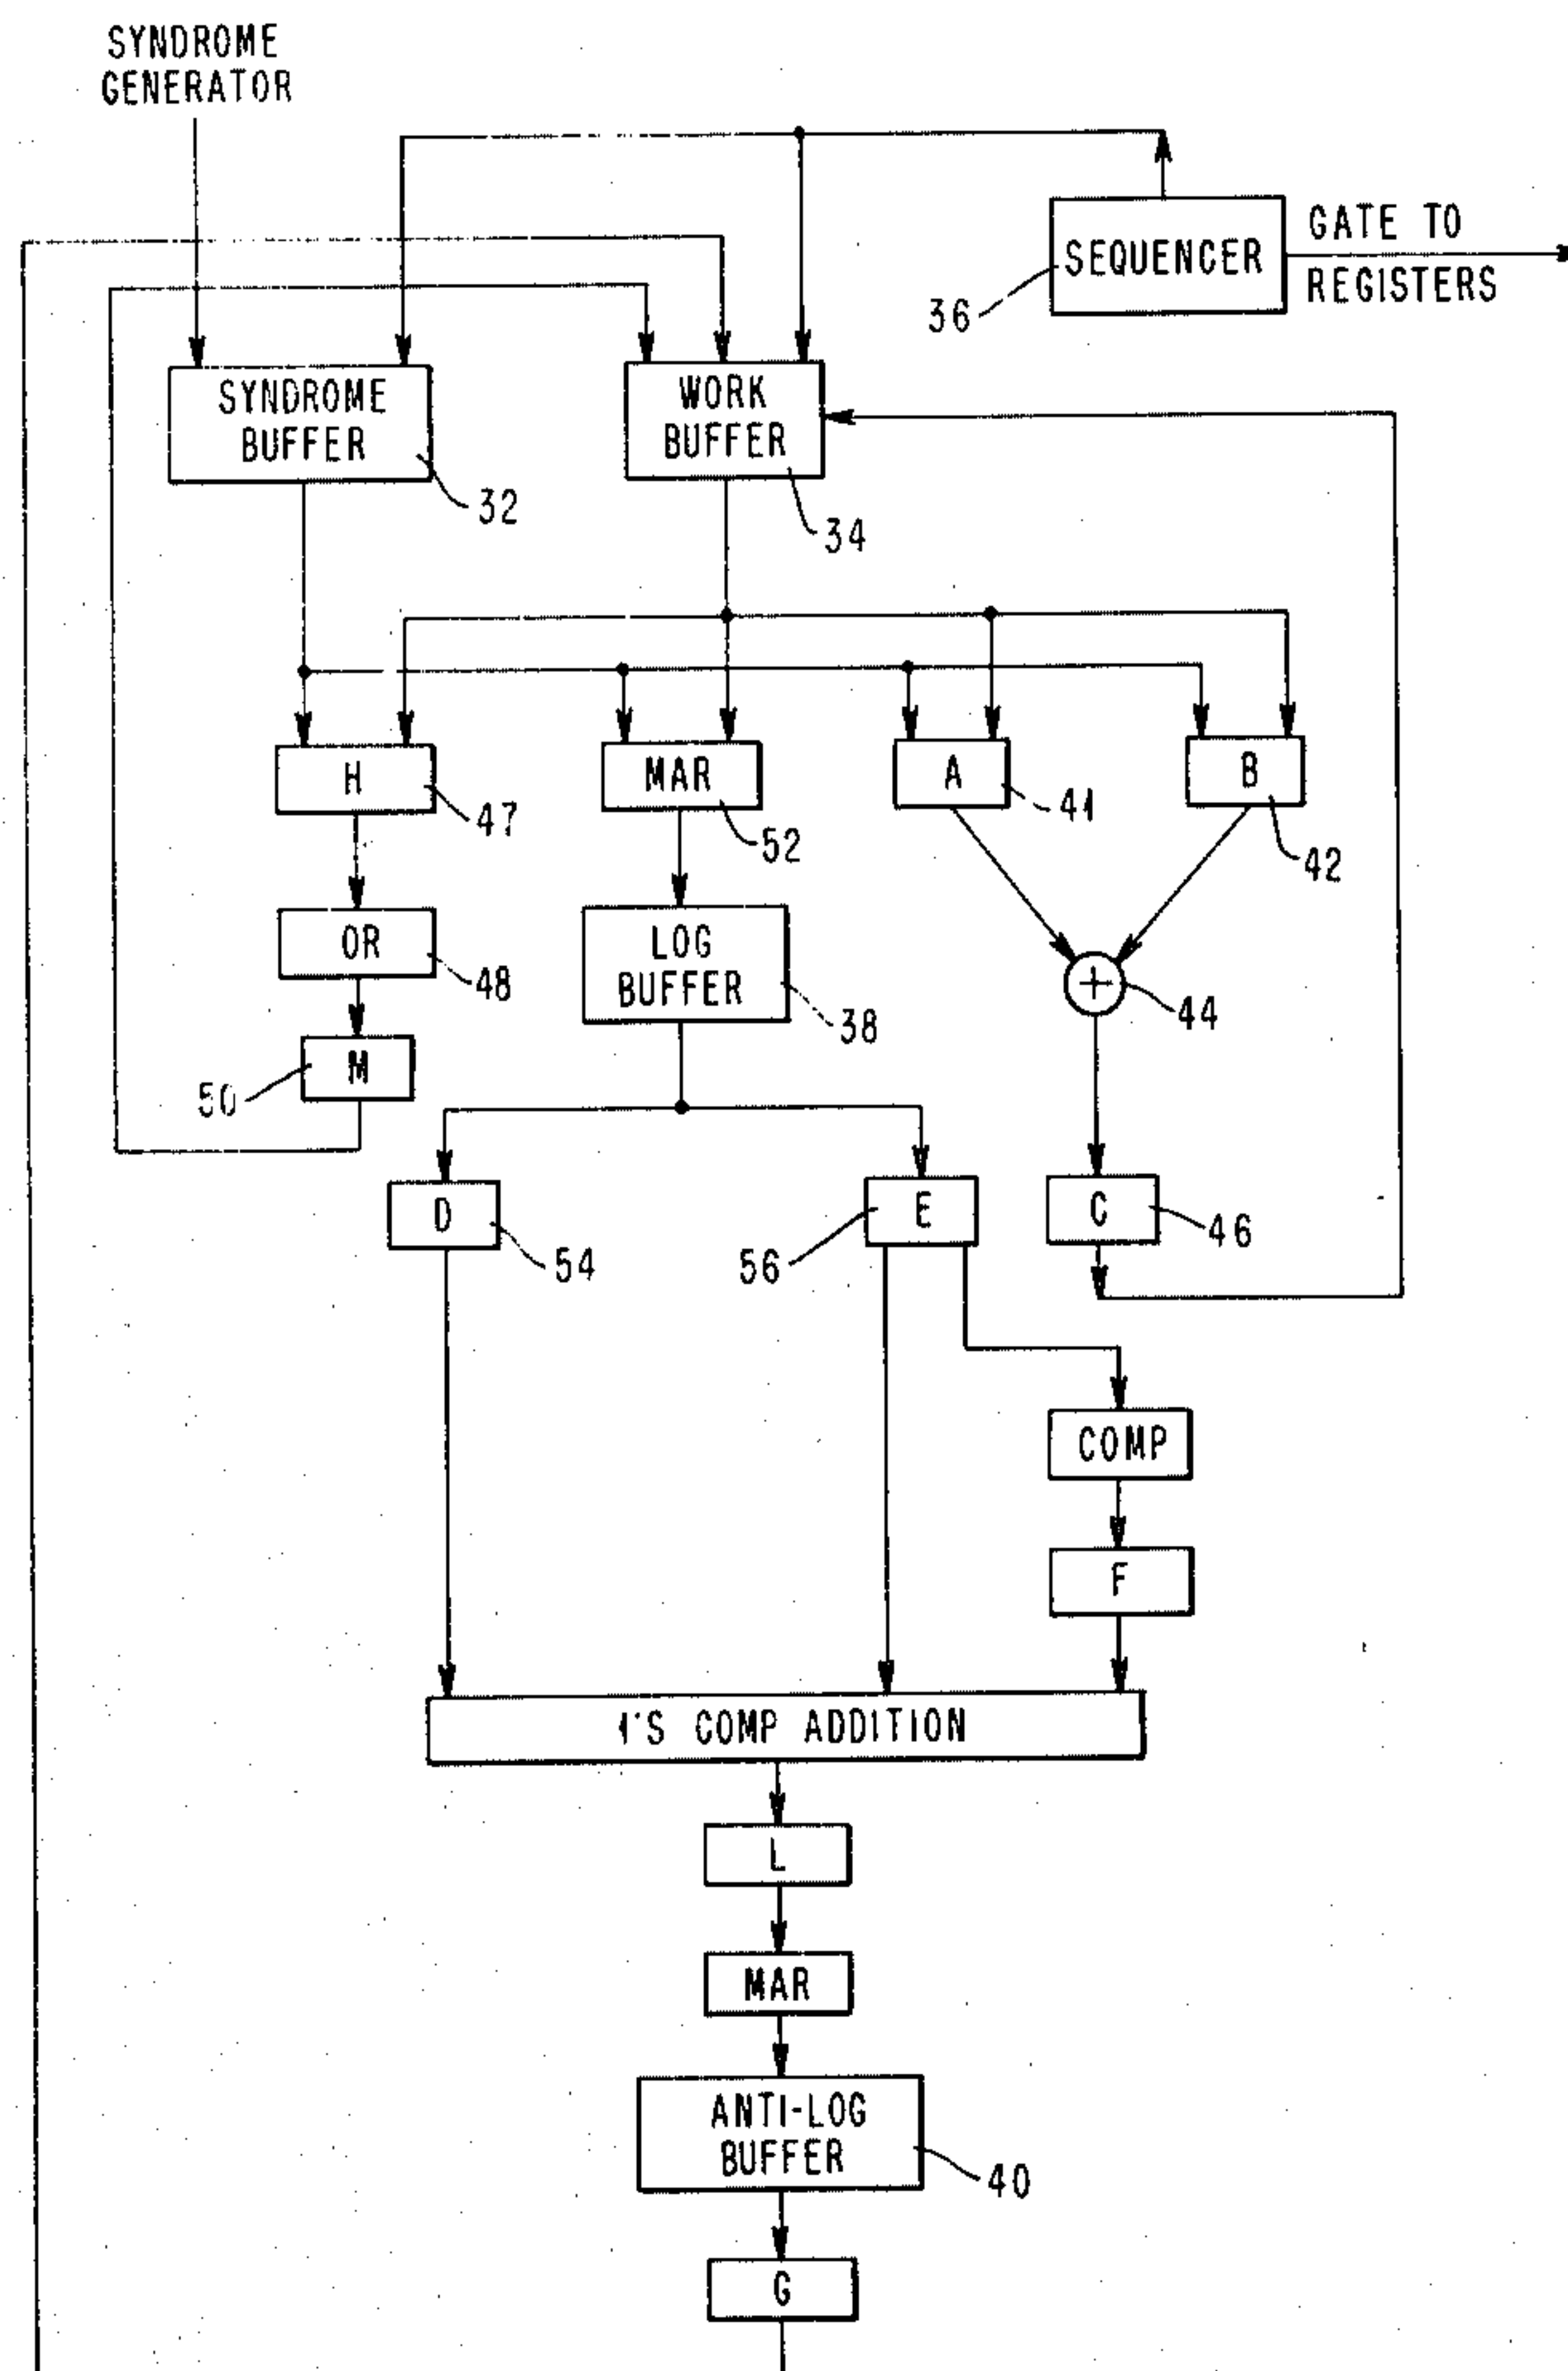 SYNDROME
GENERATOR
SEQUENCER
36
GATE TO
REGISTERS
SYNDROME
BUFFER
32
WORK
BUFFER
34
H
47
MAR
52
A
41
B
42
OR
48
LOG
BUFFER
38
+
44
M
50
D
54
E
56
C
46
COMP
F
1'S COMP ADDITION
L
MAR
ANTI-LOG
BUFFER
40
G